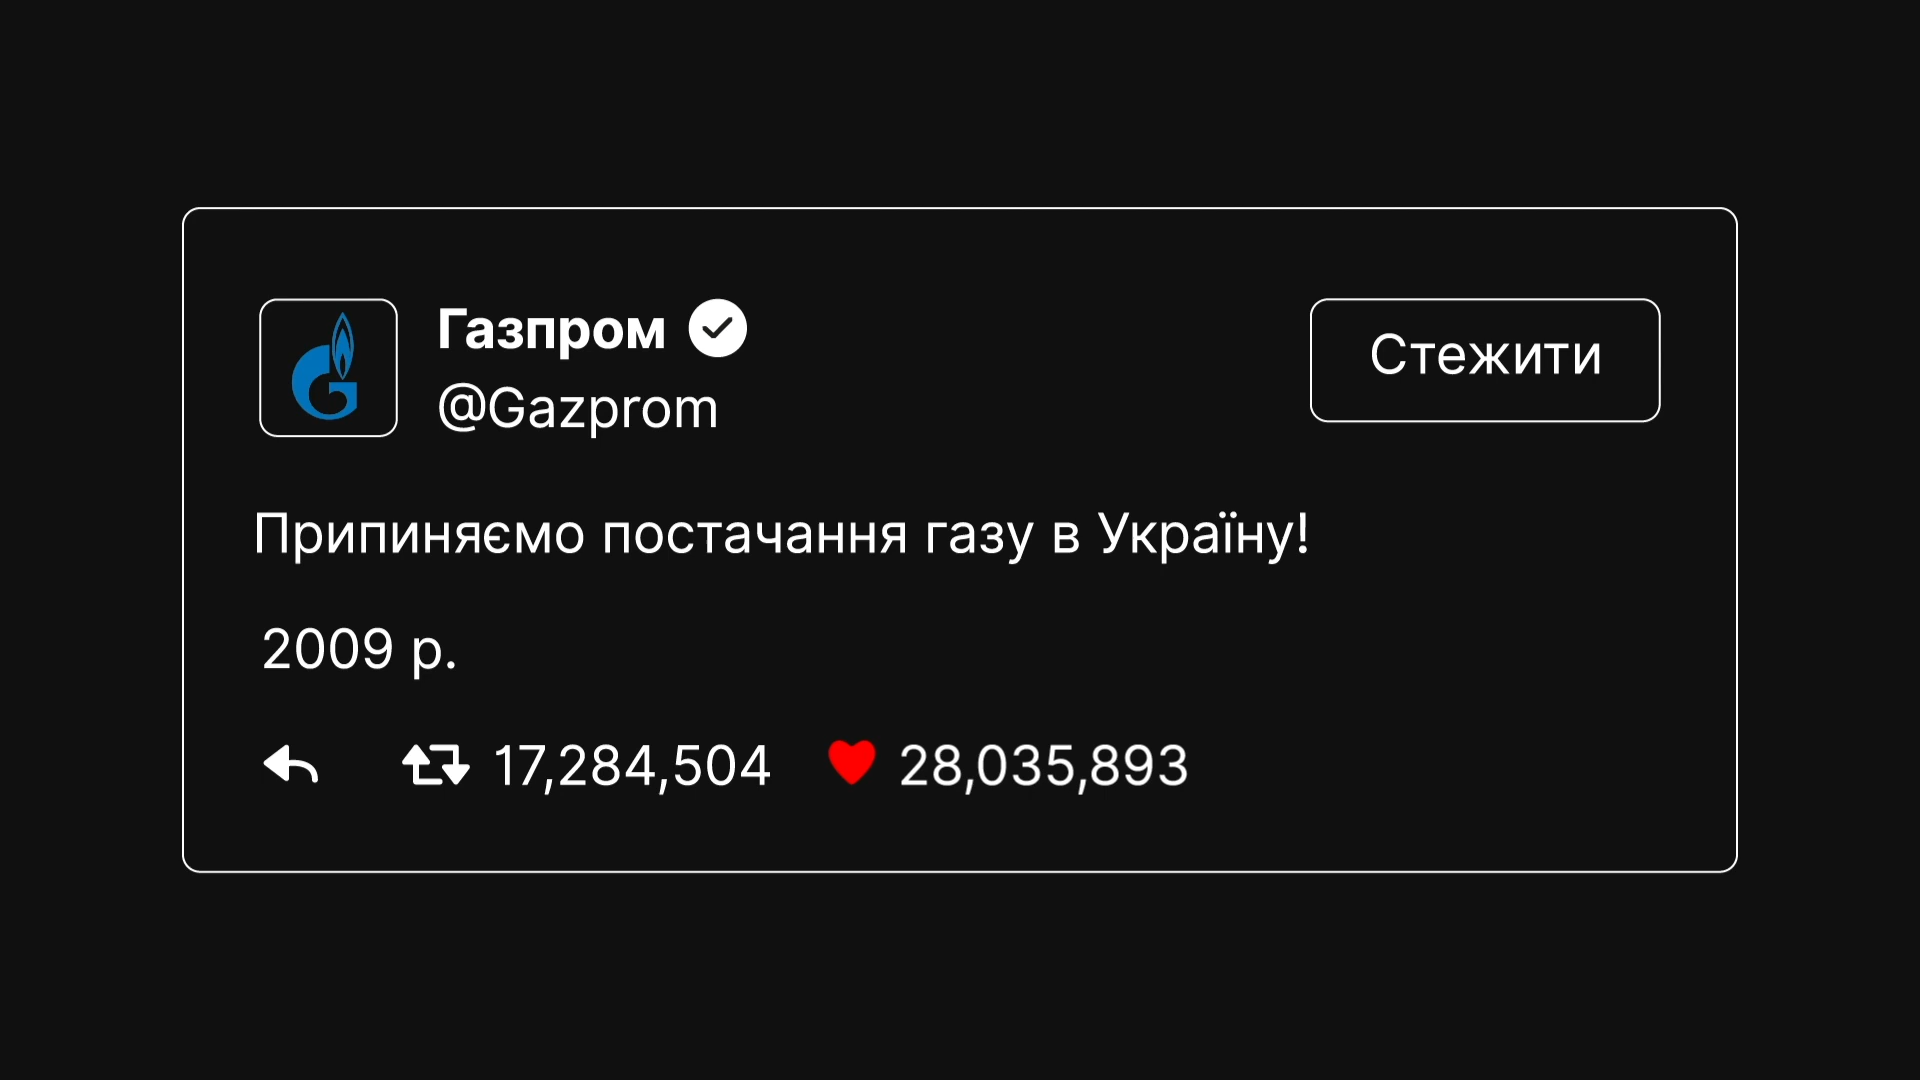 Газпром
@Gazprom
Стежити
Припиняємо постачання газу в Україну!
2009 р.
17,284,504 28,035,893